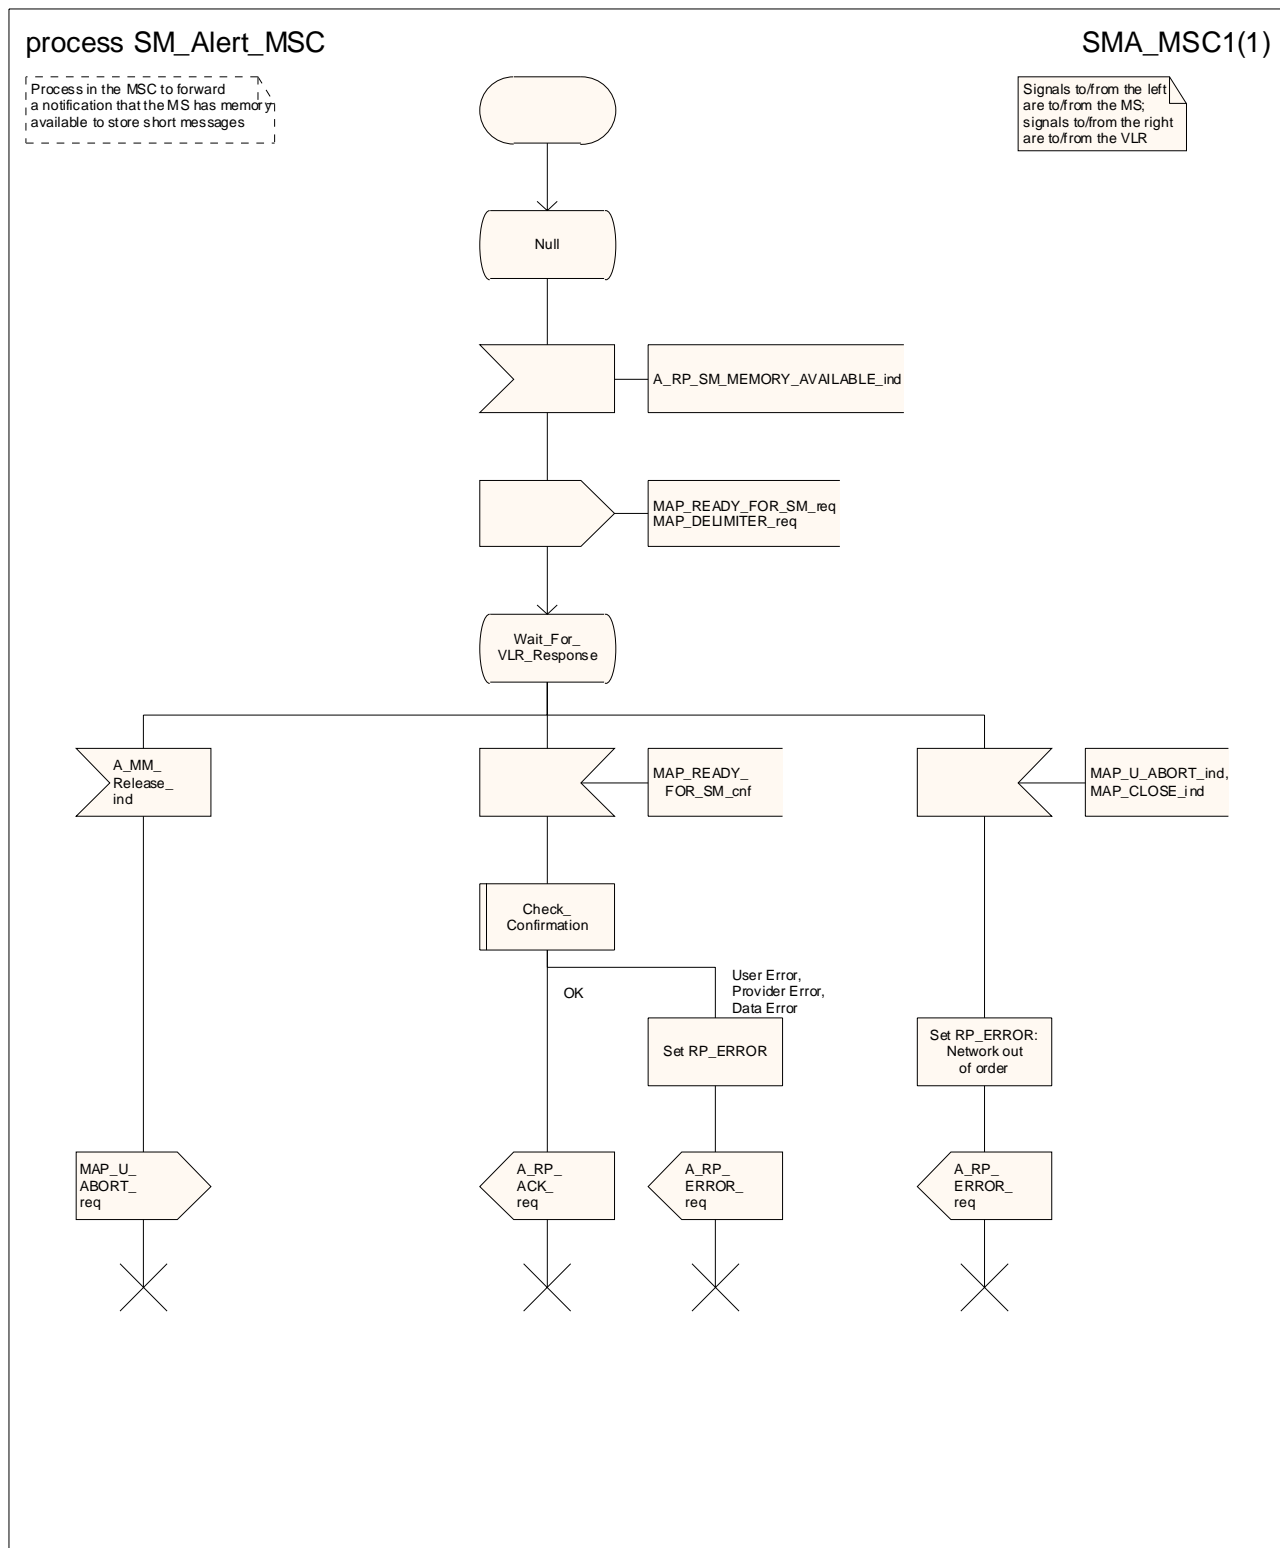 process SM_Alert_MSC
SMA_MSC1(1)
Process in the MSC to forward
a notification that the MS has memory
available to store short messages
Signals to/from the left
are to/from the MS;
signals to/from the right
are to/from the VLR
Null
A_RP_SM_MEMORY_AVAILABLE_ind
MAP_READY_FOR_SM_req
MAP_DELIMITER_req
Wait_For_
VLR_Response
A_MM_
Release_
ind
MAP_READY_
FOR_SM_cnf
MAP_U_ABORT_ind,
MAP_CLOSE_ind
Check_
Confirmation
OK
User Error,
Provider Error,
Data Error
Set RP_ERROR
Set RP_ERROR:
Network out
of order
MAP_U_
ABORT_
req
A_RP_
ACK_
req
A_RP_
ERROR_
req
A_RP_
ERROR_
req